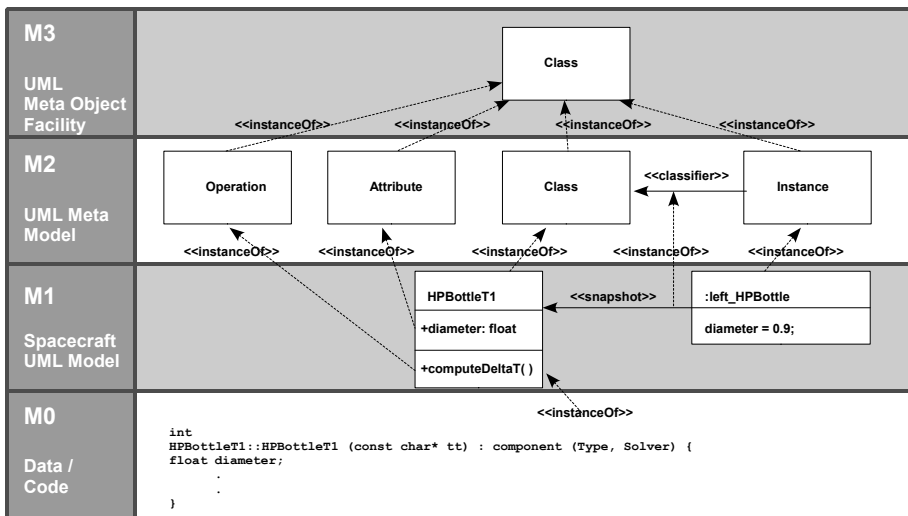 M3
UML
Meta Object
Facility
Class
<<instanceOf>> <<instanceOf>> <<instanceOf>> <<instanceOf>>
M2
UML Meta
Model
Operation
Attribute
Class
<<classifier>>
Instance
<<instanceOf>> <<instanceOf>> <<instanceOf>> <<instanceOf>> <<instanceOf>>
M1
Spacecraft
UML Model
HPBottleT1
+diameter: float
+computeDeltaT( )
<<snapshot>>
:left_HPBottle
diameter = 0.9;
M0
Data /
Code
<<instanceOf>>
int
HPBottleT1::HPBottleT1 (const char* tt) : component (Type, Solver) {
float diameter;
.
.
}